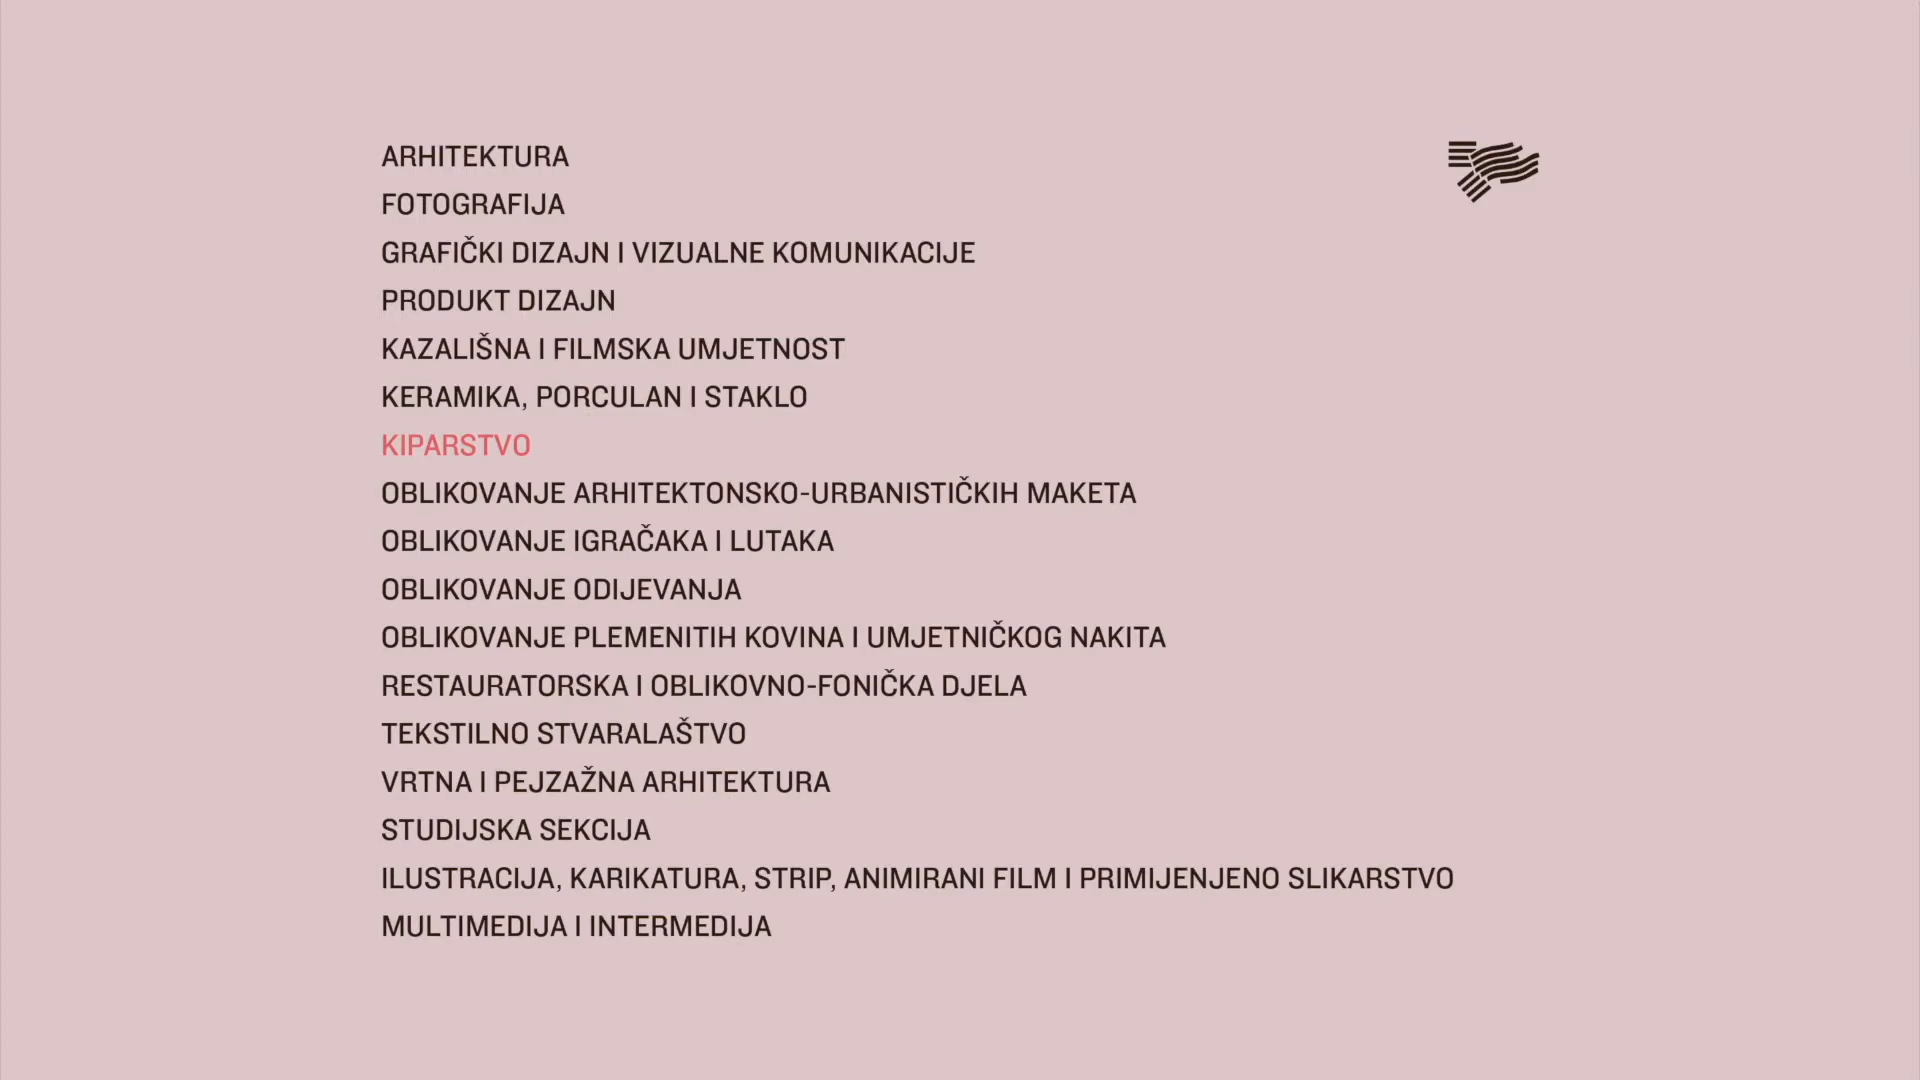 ARHITEKTURA
FOTOGRAFIJA
GRAFIČKI DIZAJN I VIZUALNE KOMUNIKACIJE
PRODUKT DIZAJN
KAZALIŠNA I FILMSKA UMJETNOST
KERAMIKA, PORCULAN I STAKLO
KIPARSTVO
OBLIKOVANJE ARHITEKTONSKO-URBANISTIČKIH MAKETA
OBLIKOVANJE IGRAČAKA I LUTAKA
OBLIKOVANJE ODIJEVANJA
OBLIKOVANJE PLEMENITIH KOVINA I UMJETNIČKOG NAKITA
RESTAURATORSKA I OBLIKOVNO-FONIČKA DJELA
TEKSTILNO STVARALAŠTVO
VRTNA I PEJZAŽNA ARHITEKTURA
STUDIJSKA SEKCIJA
ILUSTRACIJA, KARIKATURA, STRIP, ANIMIRANI FILM I PRIMIJENJENO SLIKARSTVO
MULTIMEDIJA I INTERMEDIJA